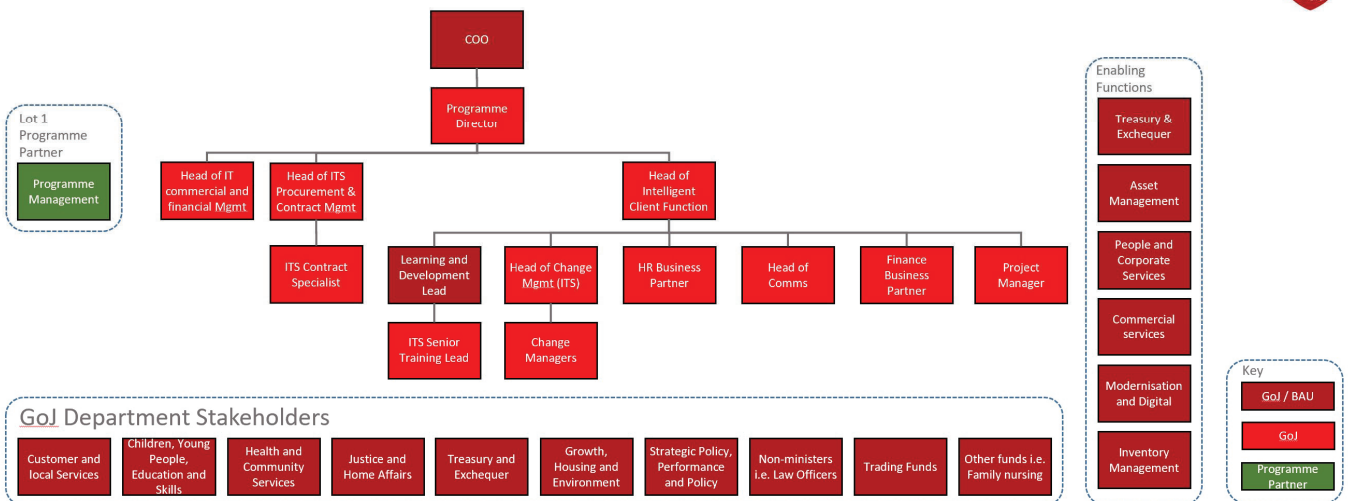 COO
Programme
Director
Lot 1
Programme
Partner
Programme
Management
Head of IT
commercial and
financial Mgmt
Head of ITS
Procurement &
Contract Mgmt
Head of
Intelligent
Client Function
ITS Contract
Specialist
Learning and
Development
Lead
Head of Change
Mgmt (ITS)
HR Business
Partner
Head of
Comms
Finance
Business
Partner
Project
Manager
ITS Senior
Training Lead
Change
Managers
Enabling
Functions
Treasury &
Exchequer
Asset
Management
People and
Corporate
Services
Commercial
services
Modernisation
and Digital
Inventory
Management
Key
GoJ / BAU
GoJ
Programme
Partner
GoJ Department Stakeholders
Customer and
local Services
Children, Young
People,
Education and
Skills
Health and
Community
Services
Justice and
Home Affairs
Treasury and
Exchequer
Growth,
Housing and
Environment
Strategic Policy,
Performance
and Policy
Non-ministers
i.e. Law Officers
Trading Funds
Other funds i.e.
Family nursing